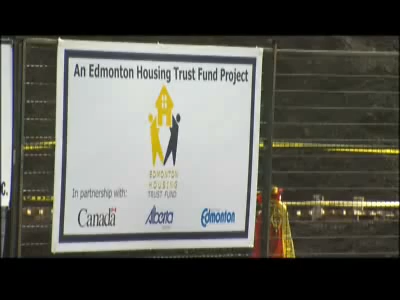 An Edmonton Housing Trust Fund Project
EDMONTON
HOUSING
TRUST FUND
In partnership with:
Canada
Alberta
Edmonton
c.